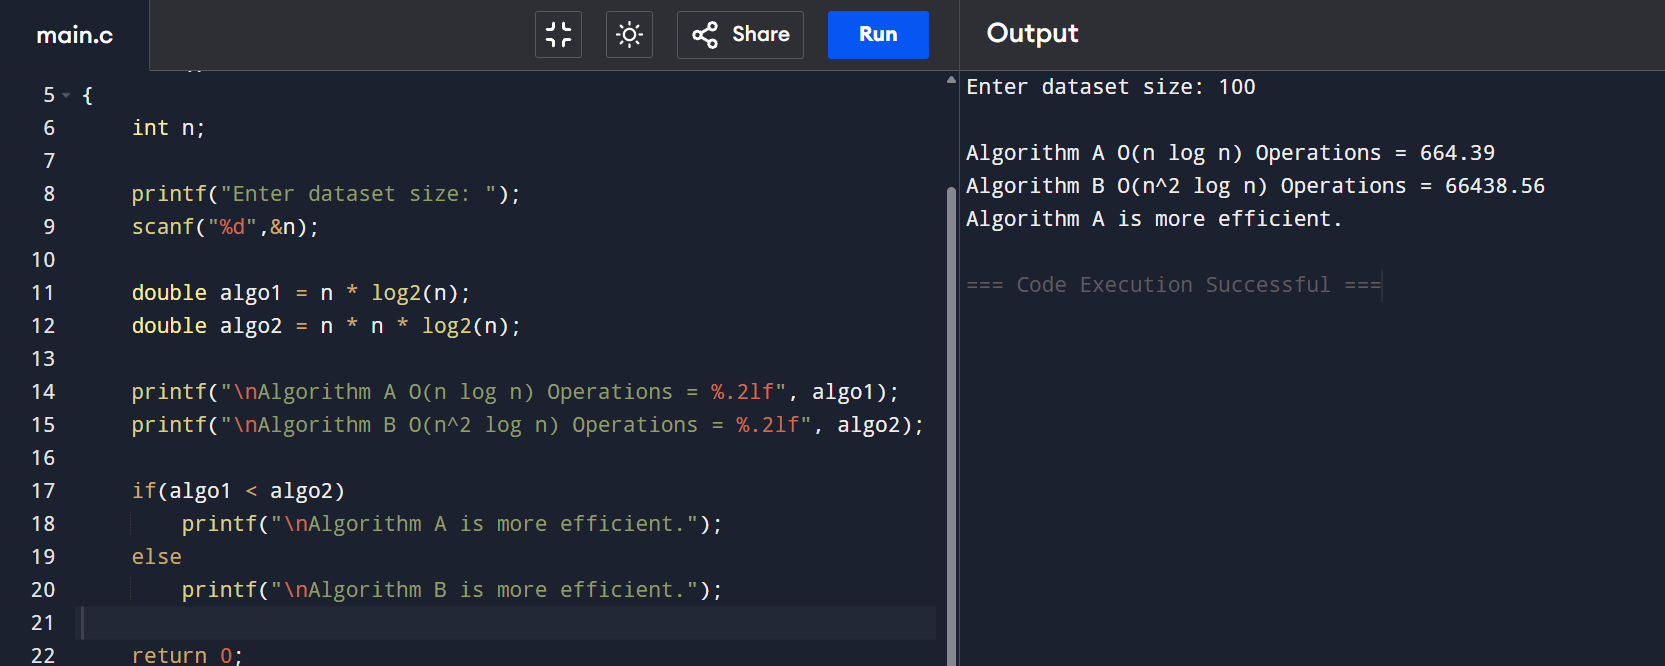 main.c
Share
Run
Output
5 {
6 int n;
7
8 printf("Enter dataset size: ");
9 scanf("%d",&n);
10
11 double algo1 = n * log2(n);
12 double algo2 = n * n * log2(n);
13
14 printf("\nAlgorithm A O(n log n) Operations = %.2lf", algo1);
15 printf("\nAlgorithm B O(n^2 log n) Operations = %.2lf", algo2);
16
17 if(algo1 < algo2)
18 printf("\nAlgorithm A is more efficient.");
19 else
20 printf("\nAlgorithm B is more efficient.");
21
22 return 0;
Enter dataset size: 100
Algorithm A O(n log n) Operations = 664.39
Algorithm B O(n^2 log n) Operations = 66438.56
Algorithm A is more efficient.
=== Code Execution Successful ===